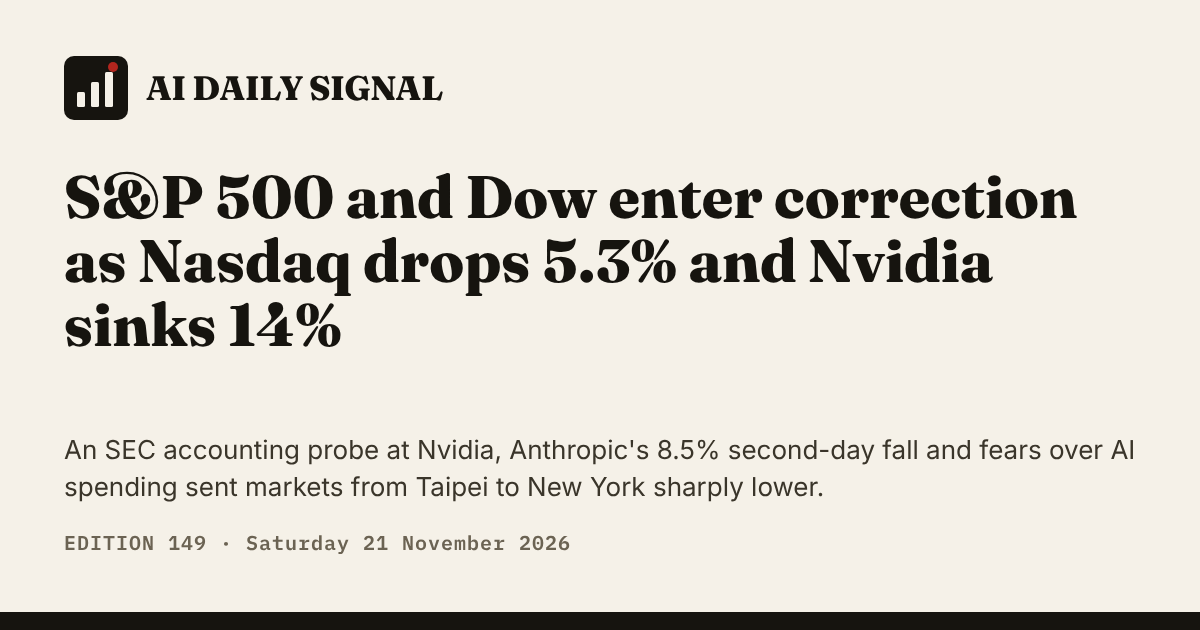 AI DAILY SIGNAL
S&P 500 and Dow enter correction
as Nasdaq drops 5.3% and Nvidia
sinks 14%
An SEC accounting probe at Nvidia, Anthropic's 8.5% second-day fall and fears over AI
spending sent markets from Taipei to New York sharply lower.
EDITION 149 · Saturday 21 November 2026